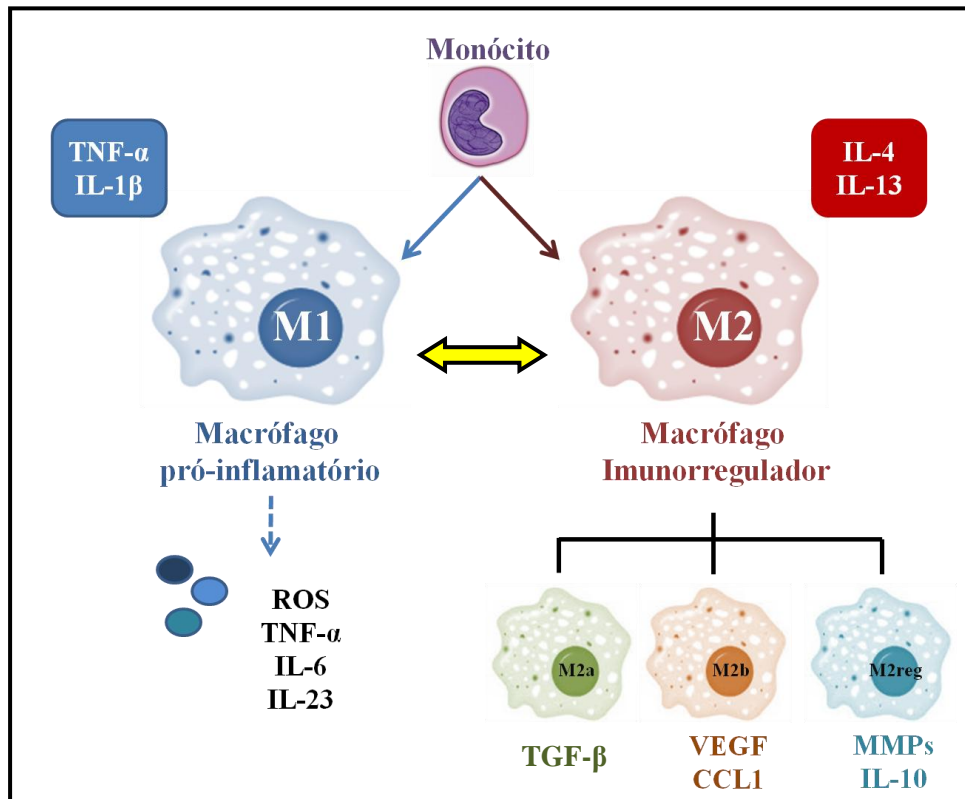 Monócito
TNF-α
IL-1β
IL-4
IL-13
M1
M2
Macrófago
pró-inflamatório
Macrófago
Imunorregulador
ROS
TNF-α
IL-6
IL-23
M2a
M2b
M2reg
TGF-β
VEGF
CCL1
MMPs
IL-10